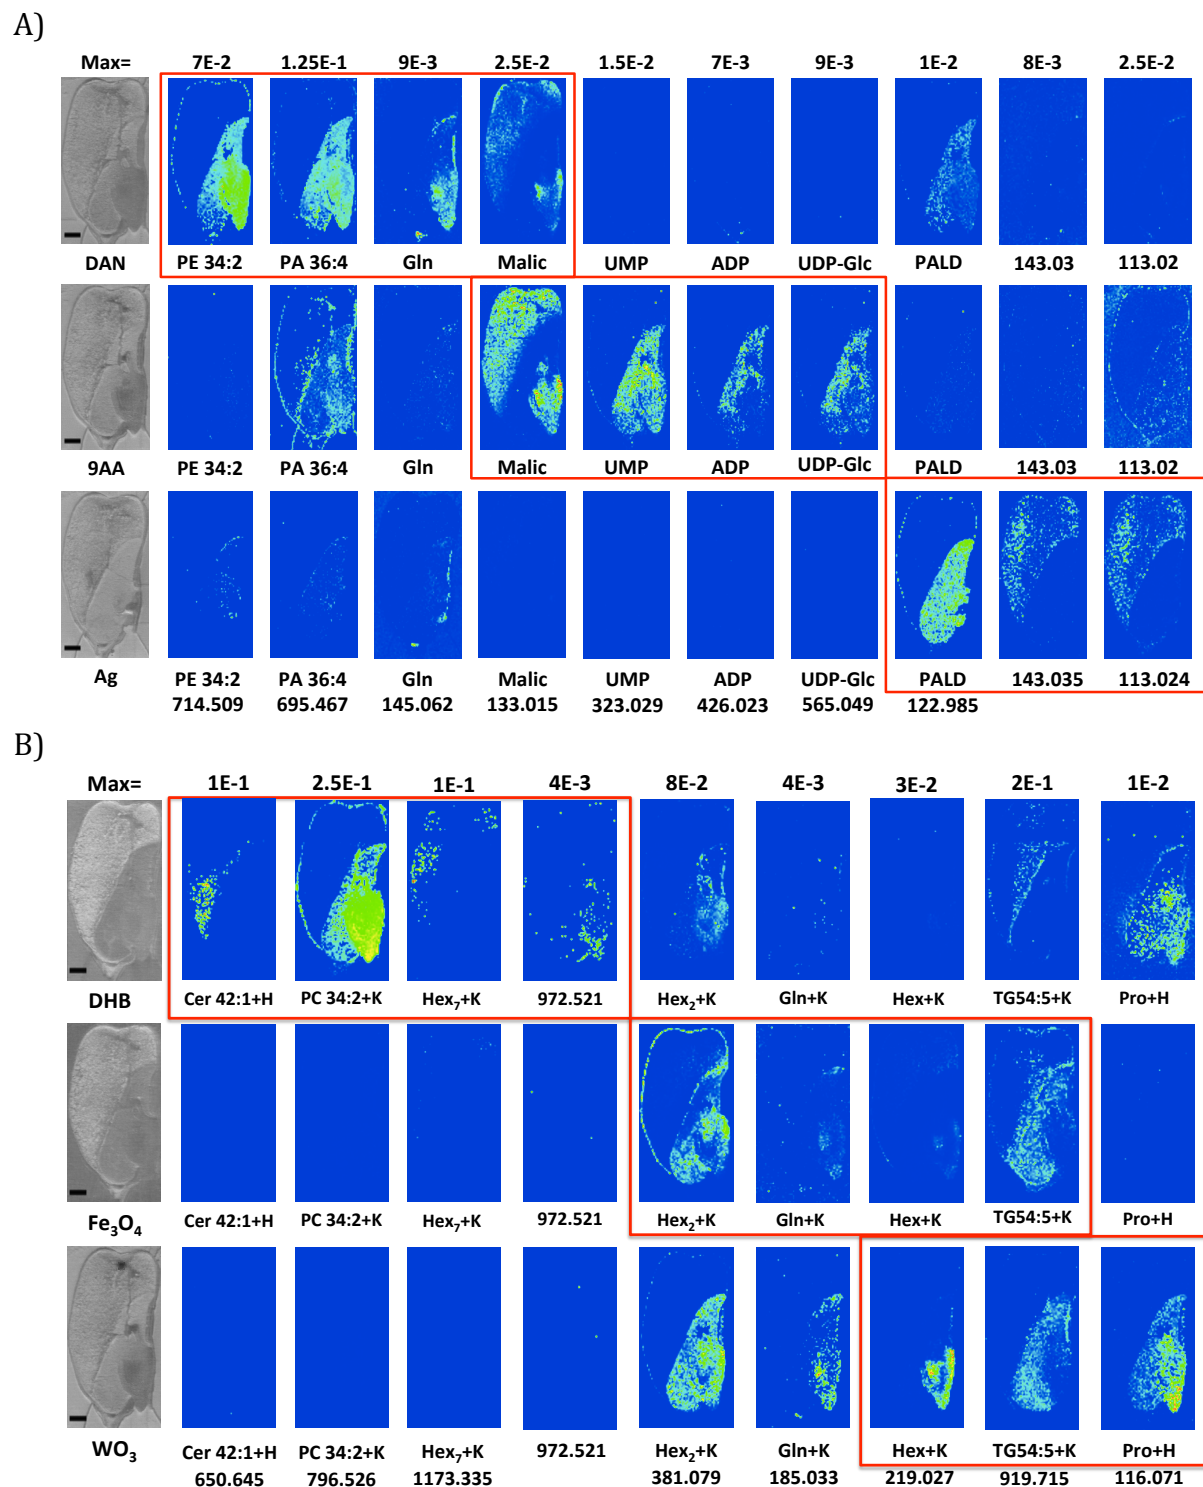 A)
Max= 7E-2 1.25E-1 9E-3 2.5E-2 1.5E-2 7E-3 9E-3 1E-2 8E-3 2.5E-2
DAN PE 34:2 PA 36:4 Gln Malic UMP ADP UDP-Glc PALD 143.03 113.02
9AA PE 34:2 PA 36:4 Gln Malic UMP ADP UDP-Glc PALD 143.03 113.02
Ag PE 34:2 PA 36:4 Gln Malic UMP ADP UDP-Glc PALD 143.035 113.024
714.509 695.467 145.062 133.015 323.029 426.023 565.049 122.985
B)
Max= 1E-1 2.5E-1 1E-1 4E-3 8E-2 4E-3 3E-2 2E-1 1E-2
DHB Cer 42:1+H PC 34:2+K Hex₇+K 972.521 Hex₂+K Gln+K Hex+K TG54:5+K Pro+H
Fe₃O₄ Cer 42:1+H PC 34:2+K Hex₇+K 972.521 Hex₂+K Gln+K Hex+K TG54:5+K Pro+H
WO₃ Cer 42:1+H PC 34:2+K Hex₇+K 972.521 Hex₂+K Gln+K Hex+K TG54:5+K Pro+H
650.645 796.526 1173.335 381.079 185.033 219.027 919.715 116.071